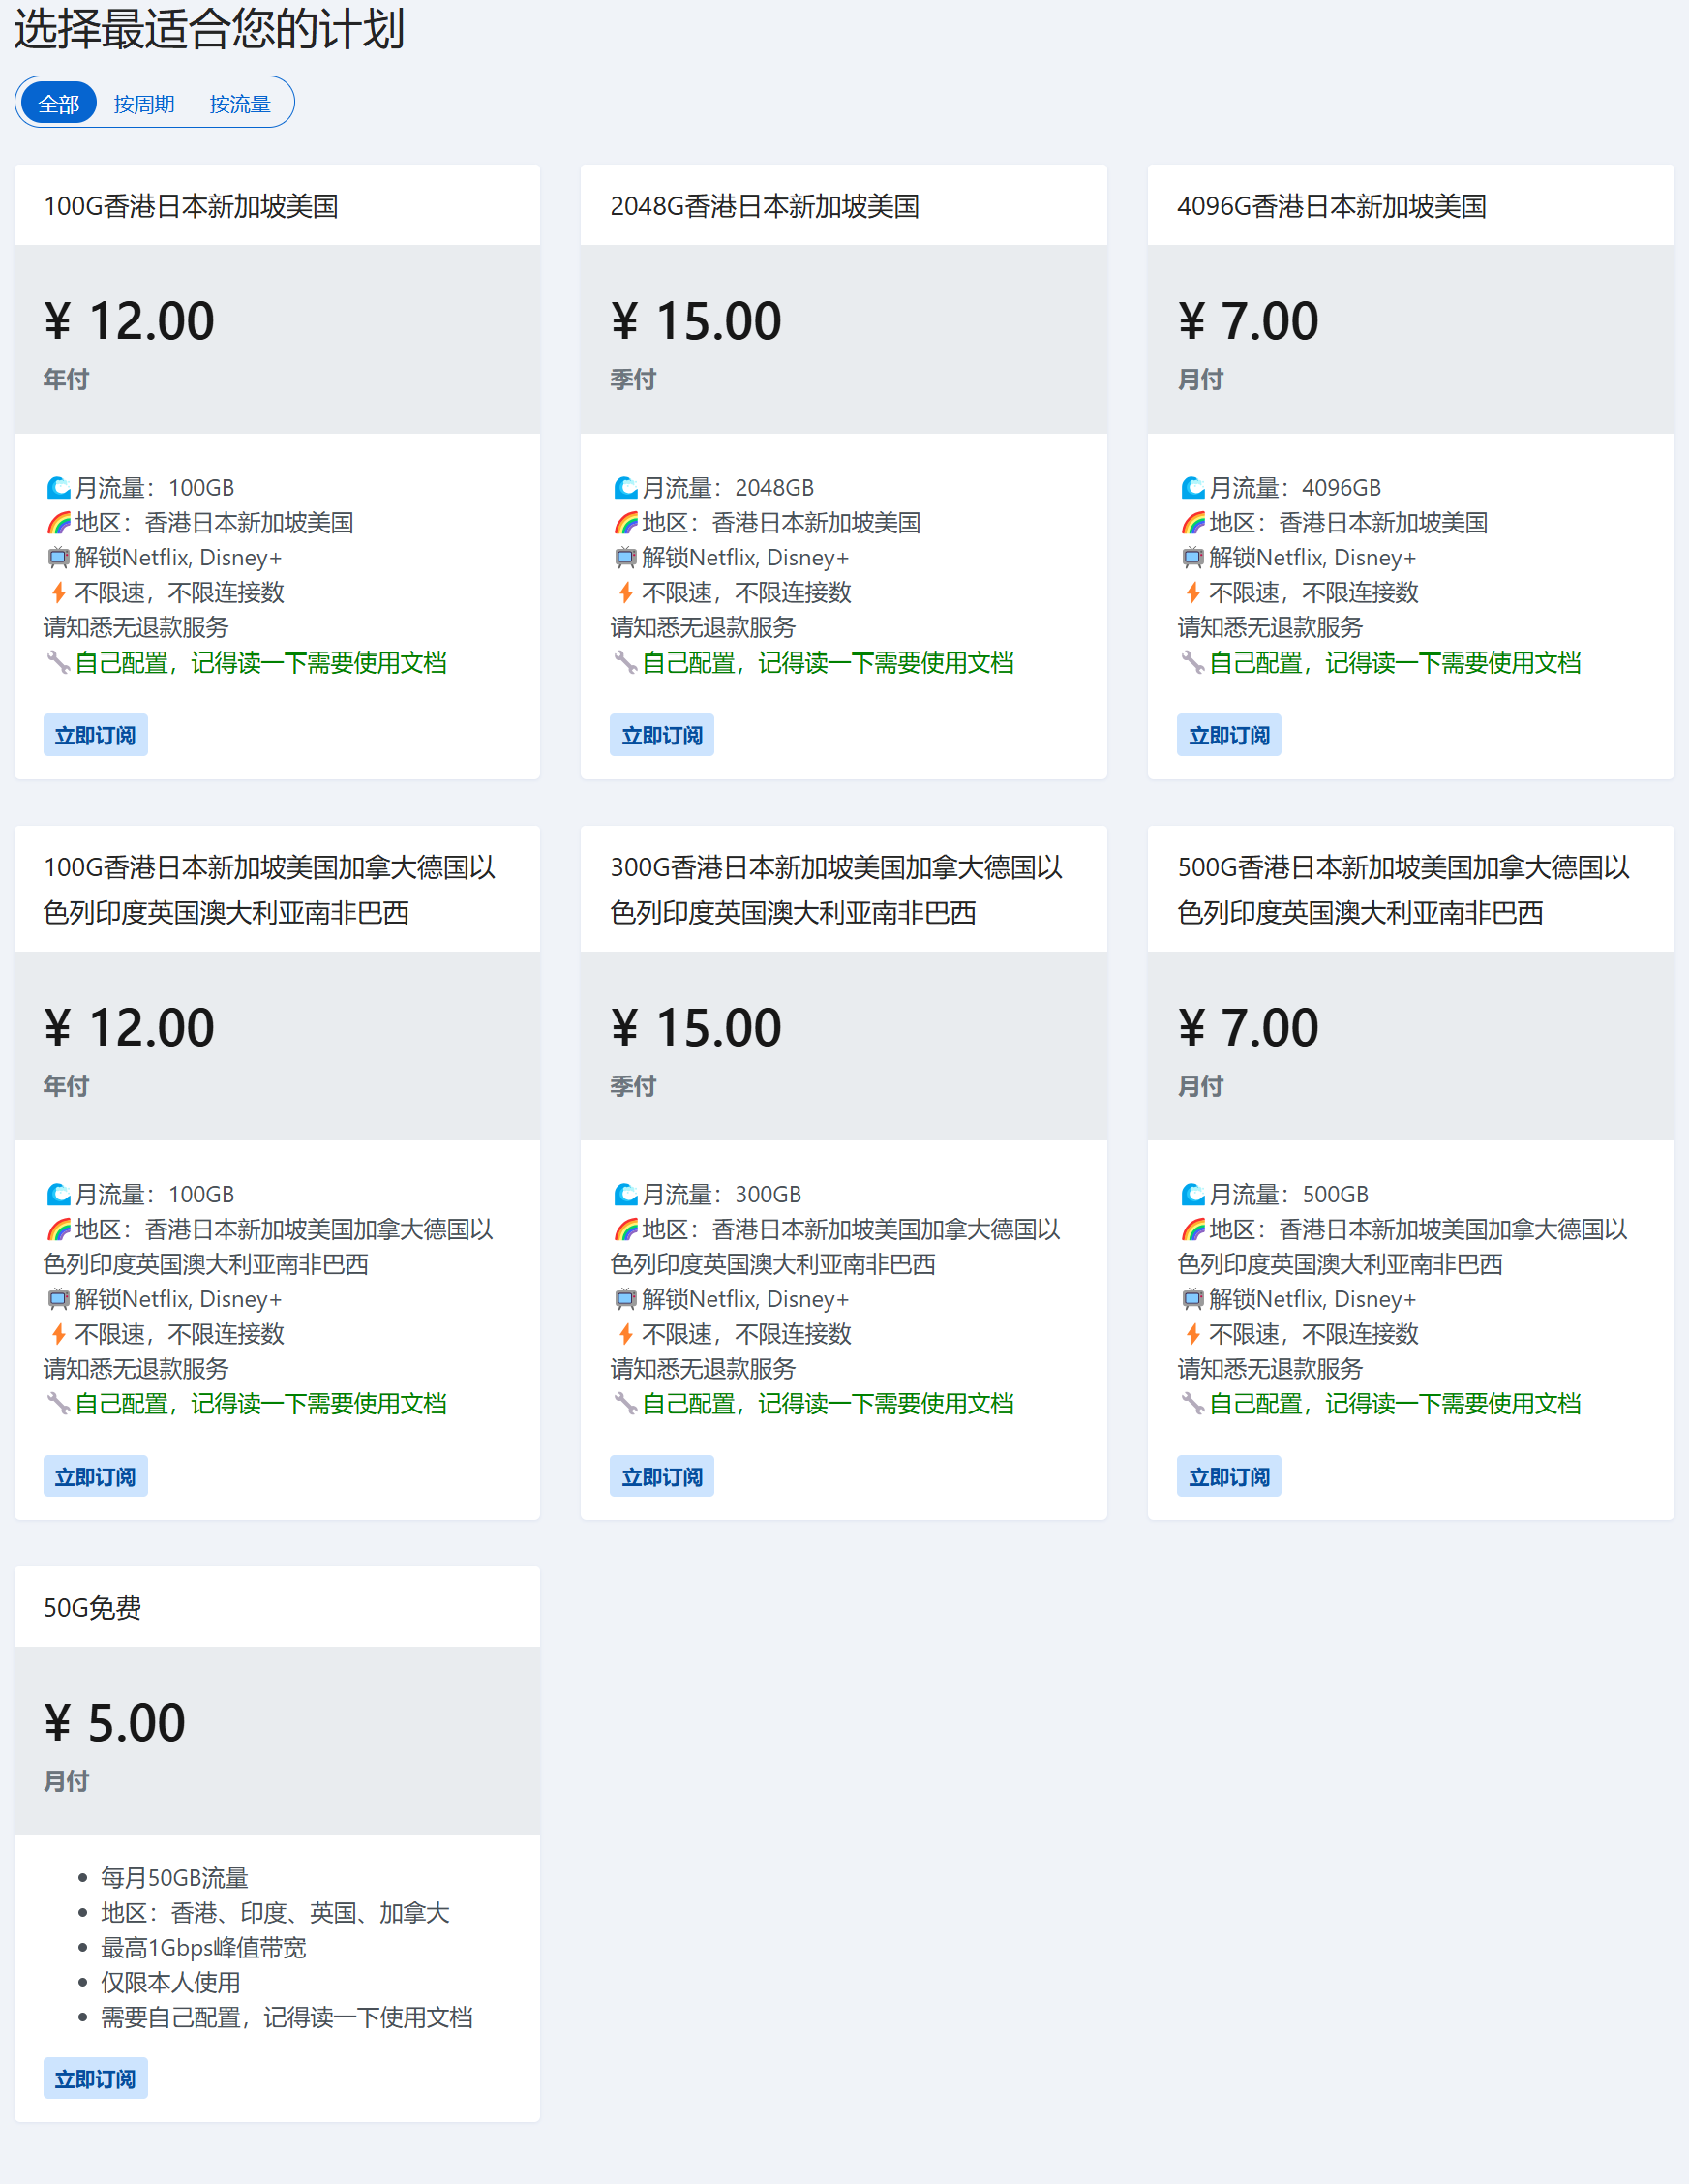 选择最适合您的计划
全部 按周期 按流量
100G香港日本新加坡美国
¥ 12.00
年付
🌊月流量：100GB
🌈地区：香港日本新加坡美国
📺解锁Netflix, Disney+
⚡不限速，不限连接数
请知悉无退款服务
🔧自己配置，记得读一下需要使用文档
立即订阅
2048G香港日本新加坡美国
¥ 15.00
季付
🌊月流量：2048GB
🌈地区：香港日本新加坡美国
📺解锁Netflix, Disney+
⚡不限速，不限连接数
请知悉无退款服务
🔧自己配置，记得读一下需要使用文档
立即订阅
4096G香港日本新加坡美国
¥ 7.00
月付
🌊月流量：4096GB
🌈地区：香港日本新加坡美国
📺解锁Netflix, Disney+
⚡不限速，不限连接数
请知悉无退款服务
🔧自己配置，记得读一下需要使用文档
立即订阅
100G香港日本新加坡美国加拿大德国以
色列印度英国澳大利亚南非巴西
¥ 12.00
年付
🌊月流量：100GB
🌈地区：香港日本新加坡美国加拿大德国以
色列印度英国澳大利亚南非巴西
📺解锁Netflix, Disney+
⚡不限速，不限连接数
请知悉无退款服务
🔧自己配置，记得读一下需要使用文档
立即订阅
300G香港日本新加坡美国加拿大德国以
色列印度英国澳大利亚南非巴西
¥ 15.00
季付
🌊月流量：300GB
🌈地区：香港日本新加坡美国加拿大德国以
色列印度英国澳大利亚南非巴西
📺解锁Netflix, Disney+
⚡不限速，不限连接数
请知悉无退款服务
🔧自己配置，记得读一下需要使用文档
立即订阅
500G香港日本新加坡美国加拿大德国以
色列印度英国澳大利亚南非巴西
¥ 7.00
月付
🌊月流量：500GB
🌈地区：香港日本新加坡美国加拿大德国以
色列印度英国澳大利亚南非巴西
📺解锁Netflix, Disney+
⚡不限速，不限连接数
请知悉无退款服务
🔧自己配置，记得读一下需要使用文档
立即订阅
50G免费
¥ 5.00
月付
• 每月50GB流量
• 地区：香港、印度、英国、加拿大
• 最高1Gbps峰值带宽
• 仅限本人使用
• 需要自己配置，记得读一下使用文档
立即订阅